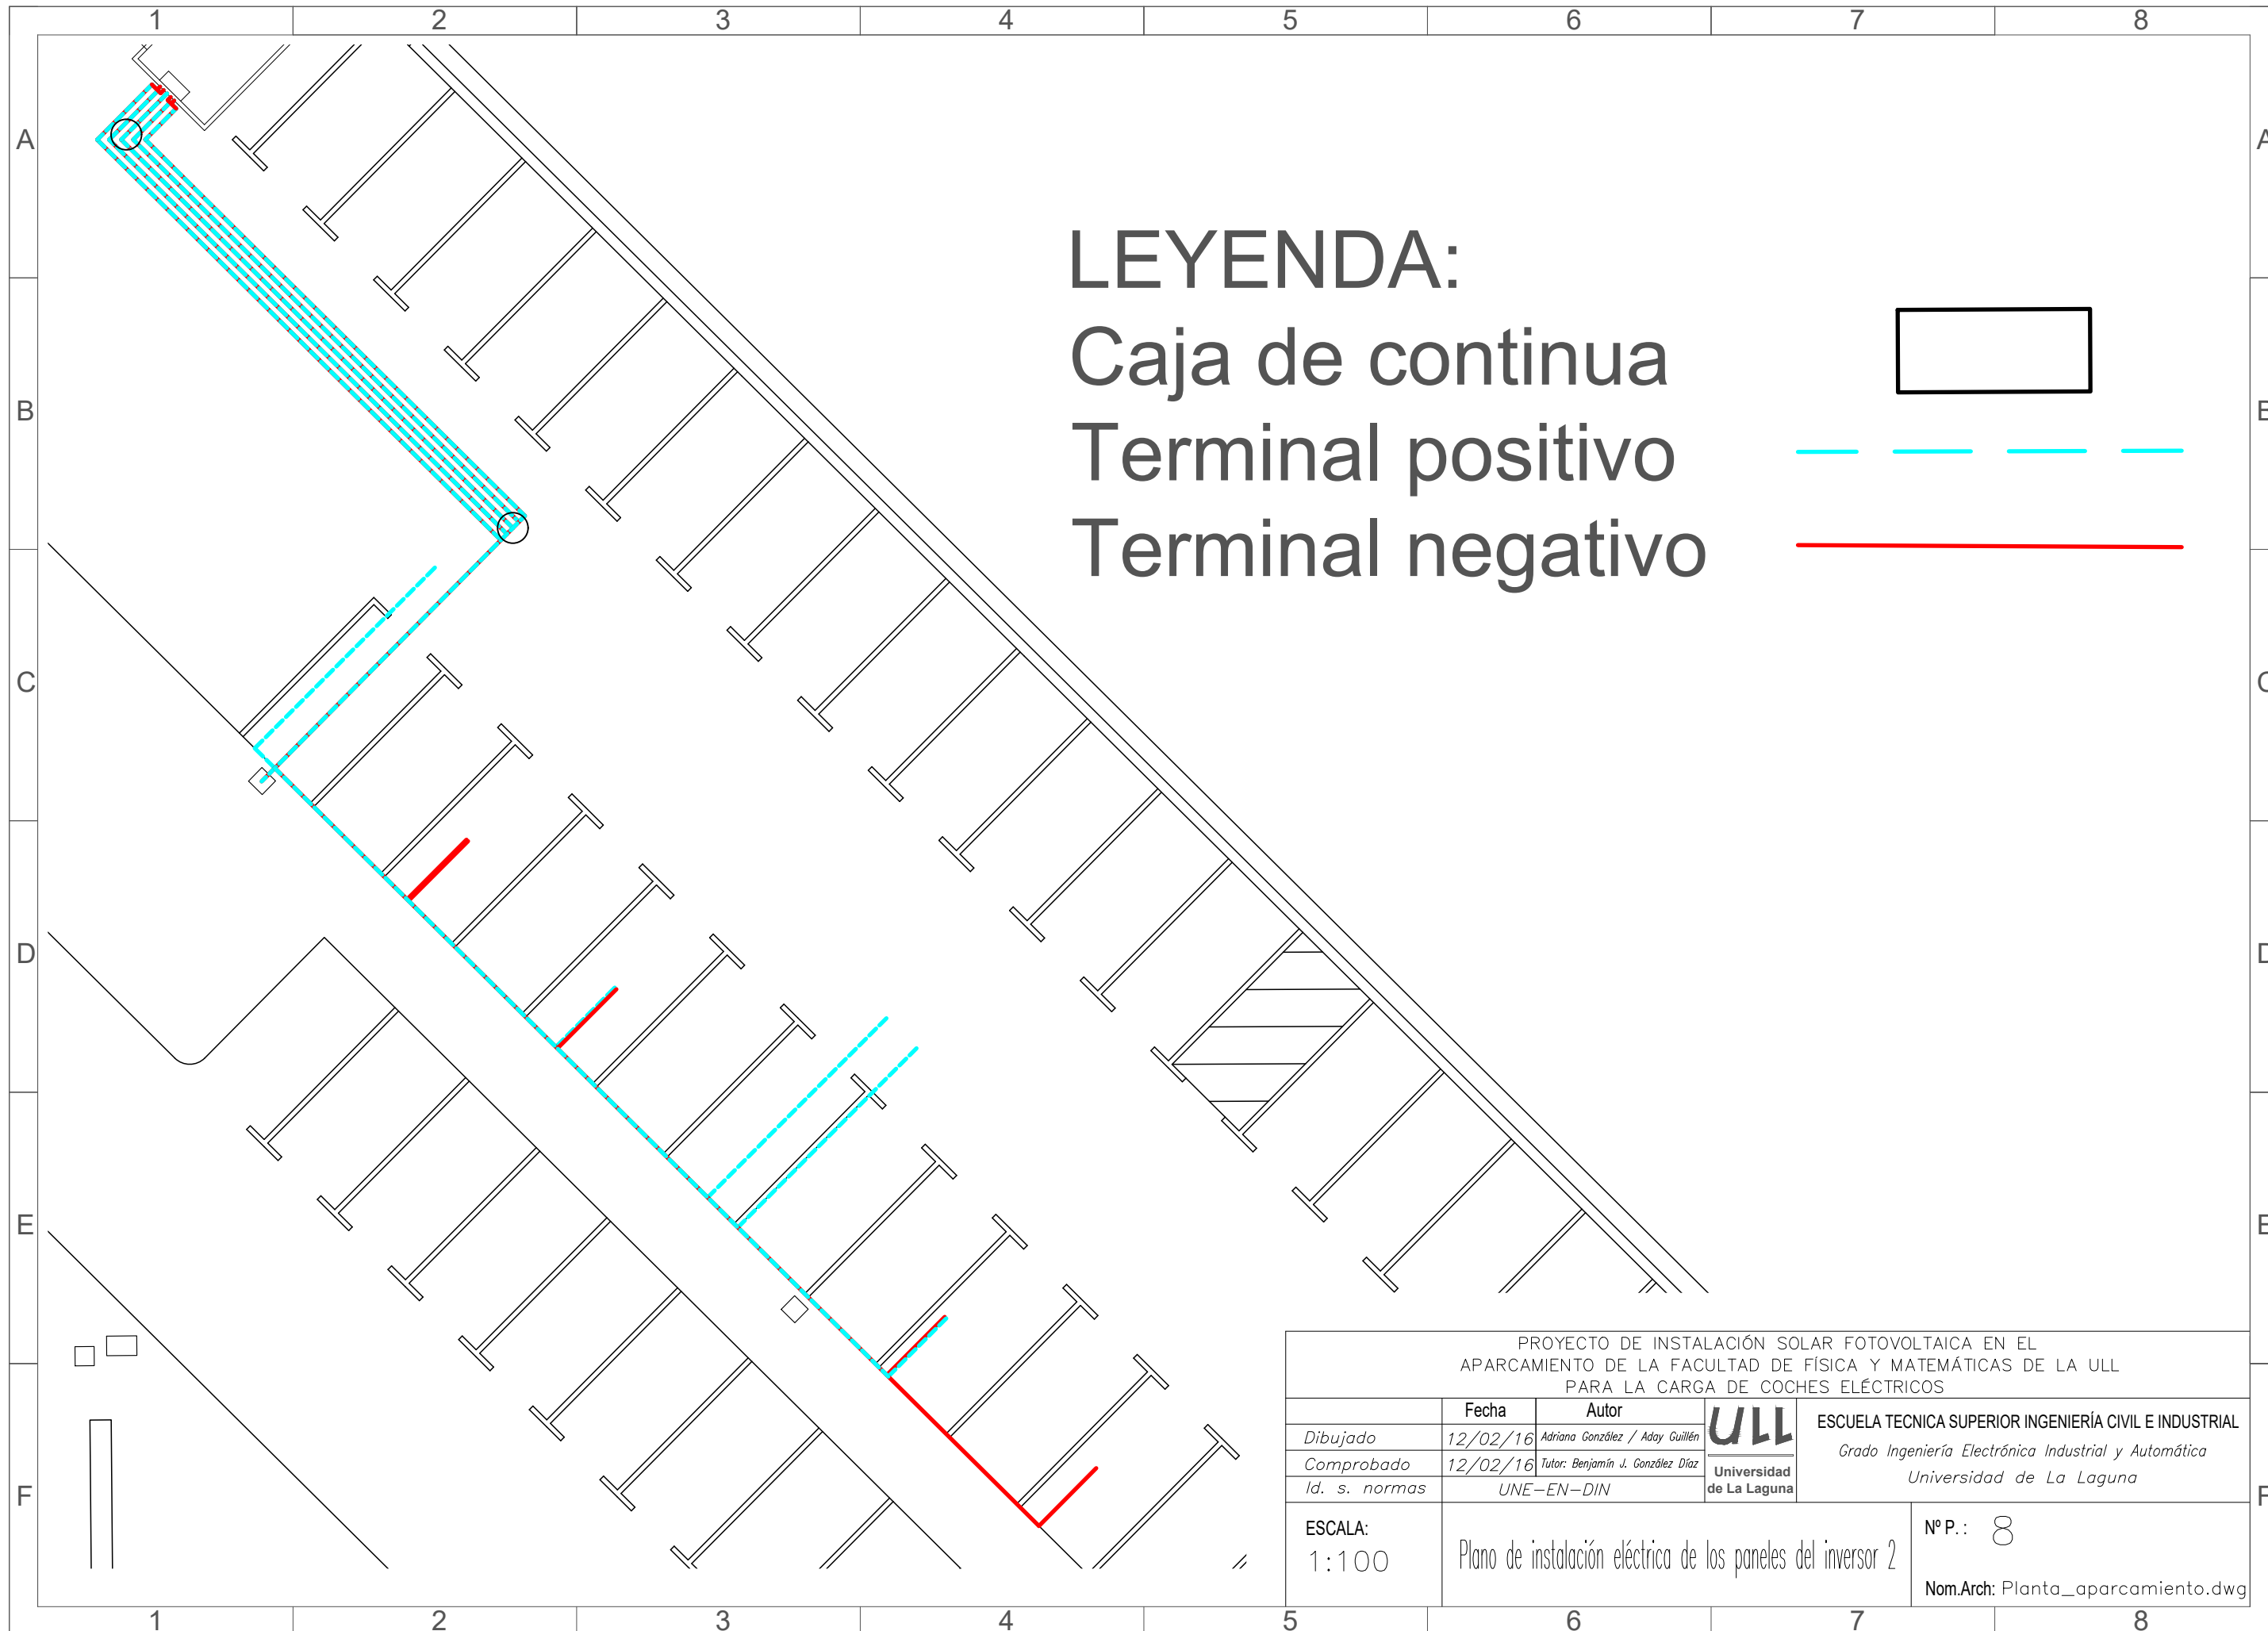 1 2 3 4 5 6 7 8
A A
B B
C C
D D
E E
F F
LEYENDA:
Caja de continua
Terminal positivo
Terminal negativo
PROYECTO DE INSTALACIÓN SOLAR FOTOVOLTAICA EN EL
APARCAMIENTO DE LA FACULTAD DE FÍSICA Y MATEMÁTICAS DE LA ULL
PARA LA CARGA DE COCHES ELÉCTRICOS
Fecha Autor
Dibujado 12/02/16 Adriana González / Aday Guillén
Comprobado 12/02/16 Tutor: Benjamín J. González Díaz
Id. s. normas UNE-EN-DIN
ULL
Universidad
de La Laguna
ESCUELA TECNICA SUPERIOR INGENIERÍA CIVIL E INDUSTRIAL
Grado Ingeniería Electrónica Industrial y Automática
Universidad de La Laguna
ESCALA:
1:100
Plano de instalación eléctrica de los paneles del inversor 2
Nº P. : 8
Nom.Arch: Planta_aparcamiento.dwg
1 2 3 4 5 6 7 8